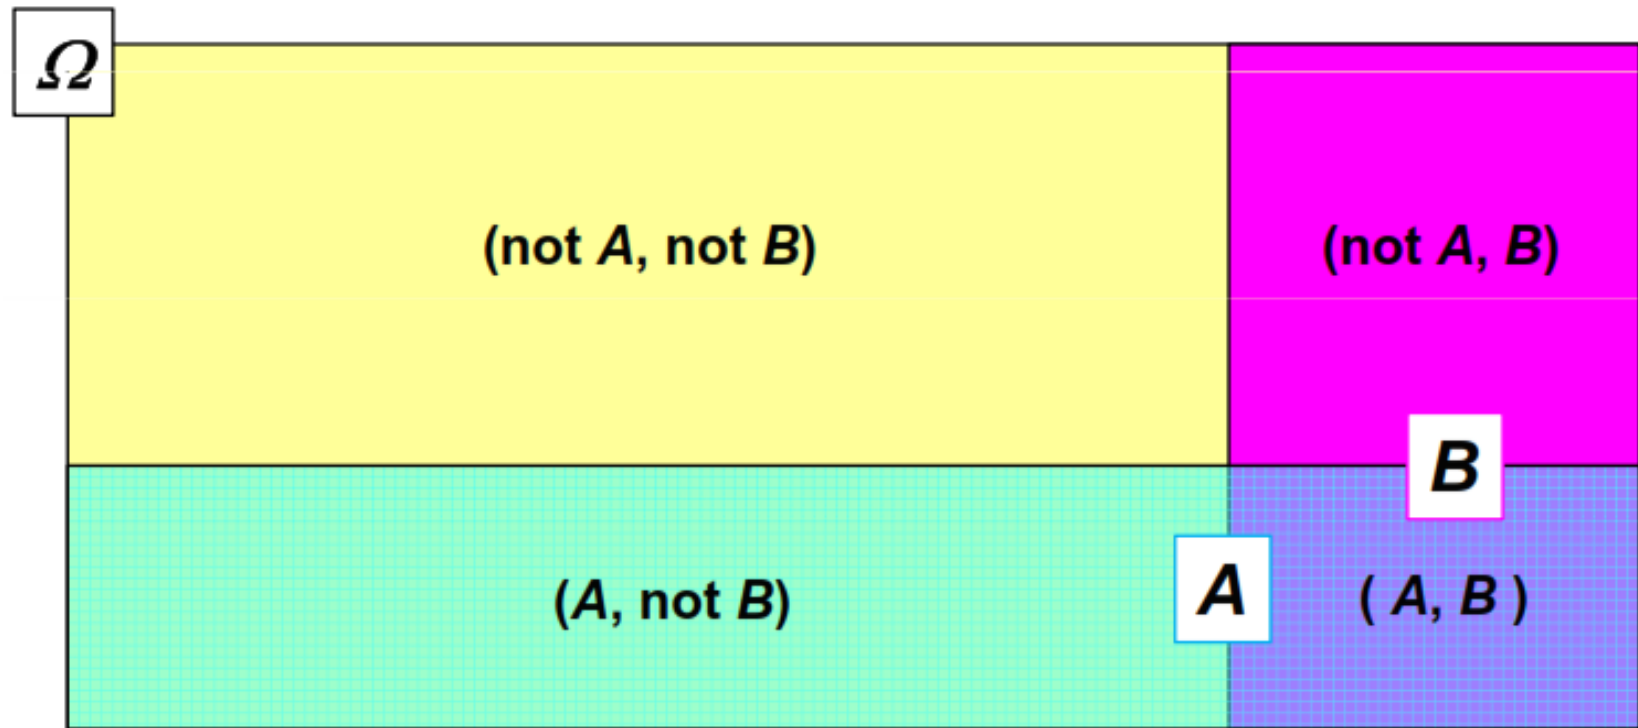 Ω
(not A, not B)
(not A, B)
B
(A, not B)
A
( A, B )